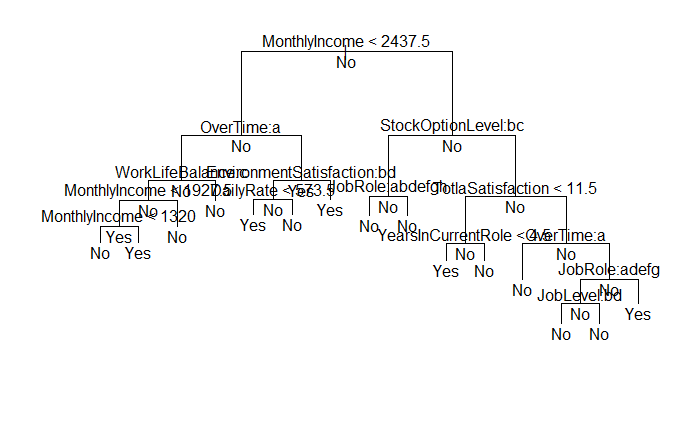 MonthlyIncome < 2437.5
No
OverTime:a
No
StockOptionLevel:bc
No
WorkLifeBalance:c
No
EnvironmentSatisfaction:bd
Yes
MonthlyIncome < 1927.5
No
No
DailyRate < 573.5
Yes
JobRole:abdefgh
No
TotlaSatisfaction < 11.5
No
MonthlyIncome < 1320
Yes
No
Yes
No
No
No
YearsInCurrentRole < 4.5
No
OverTime:a
No
No
Yes
Yes
No
No
JobRole:adefg
No
JobLevel:bd
No
Yes
No
No